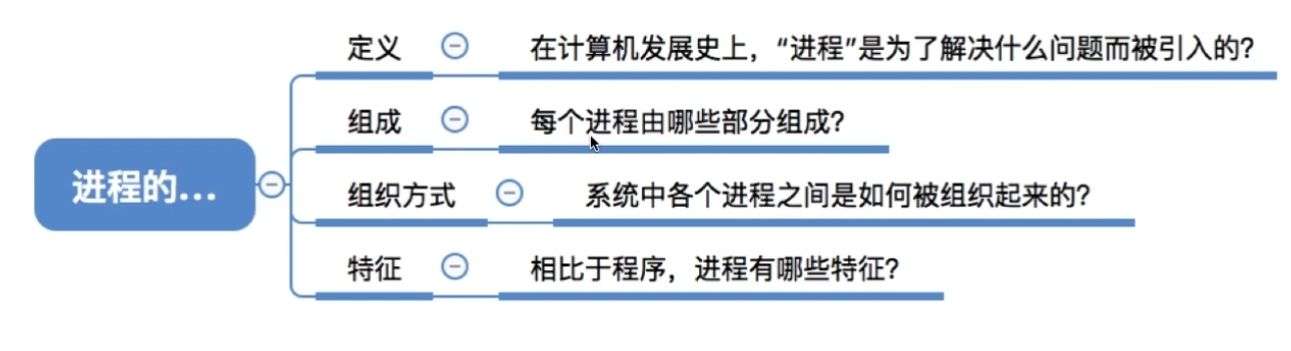 定义
在计算机发展史上，“进程”是为了解决什么问题而被引入的？
组成
每个进程由哪些部分组成？
进程的...
组织方式
系统中各个进程之间是如何被组织起来的？
特征
相比于程序，进程有哪些特征？